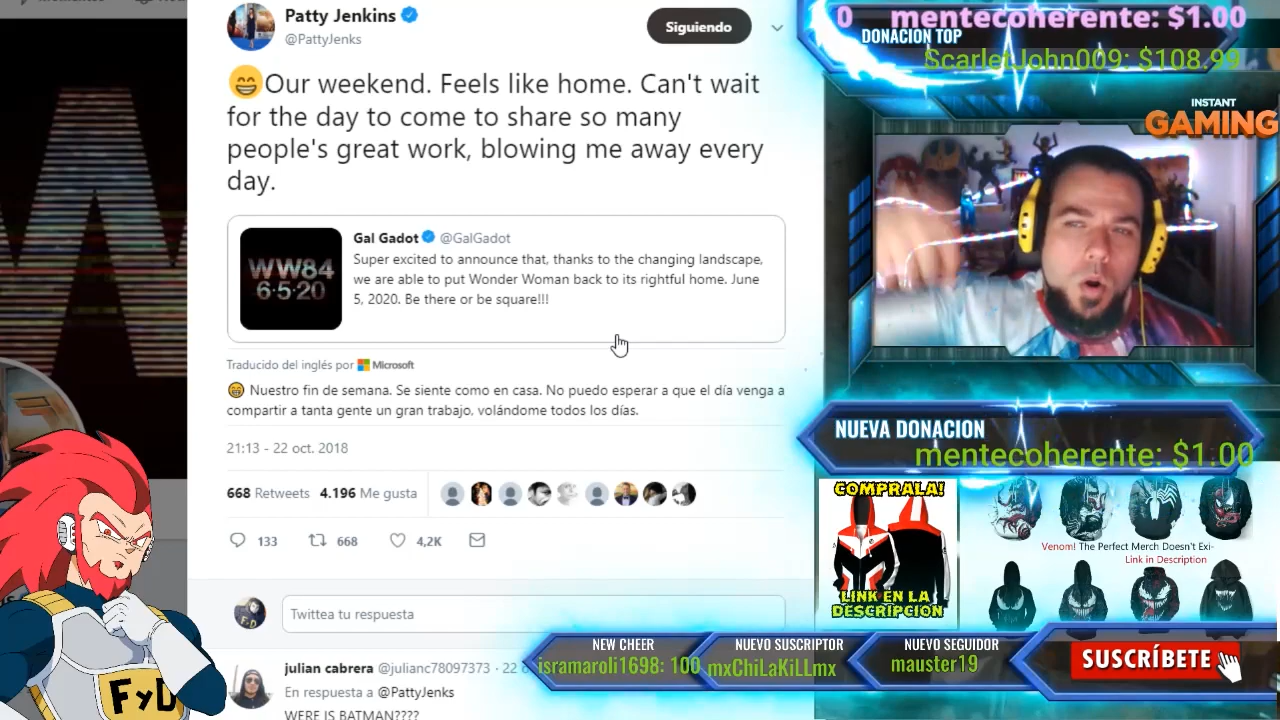 Patty Jenkins
@PattyJenks
Siguiendo
😁Our weekend. Feels like home. Can't wait
for the day to come to share so many
people's great work, blowing me away every
day.
Gal Gadot @GalGadot
Super excited to announce that, thanks to the changing landscape,
we are able to put Wonder Woman back to its rightful home. June
5, 2020. Be there or be square!!!
WW84
6·5·20
Traducido del inglés por Microsoft
😁 Nuestro fin de semana. Se siente como en casa. No puedo esperar a que el día venga a
compartir a tanta gente un gran trabajo, volándome todos los días.
21:13 - 22 oct. 2018
668 Retweets 4.196 Me gusta
133 668 4,2K
Twittea tu respuesta
julian cabrera @julianc78097373 · 22
En respuesta a @PattyJenks
WERE IS BATMAN????
FyD
0 mentecoherente: $1.00
DONACION TOP
ScarletJohn009: $108.99
INSTANT
GAMING
NUEVA DONACION
mentecoherente: $1.00
COMPRALA!
LINK EN LA
DESCRIPCION
Venom! The Perfect Merch Doesn't Exi-
Link in Description
NEW CHEER
isramaroli1698: 100
NUEVO SUSCRIPTOR
mxChiLaKiLLmx
NUEVO SEGUIDOR
mauster19
SUSCRÍBETE